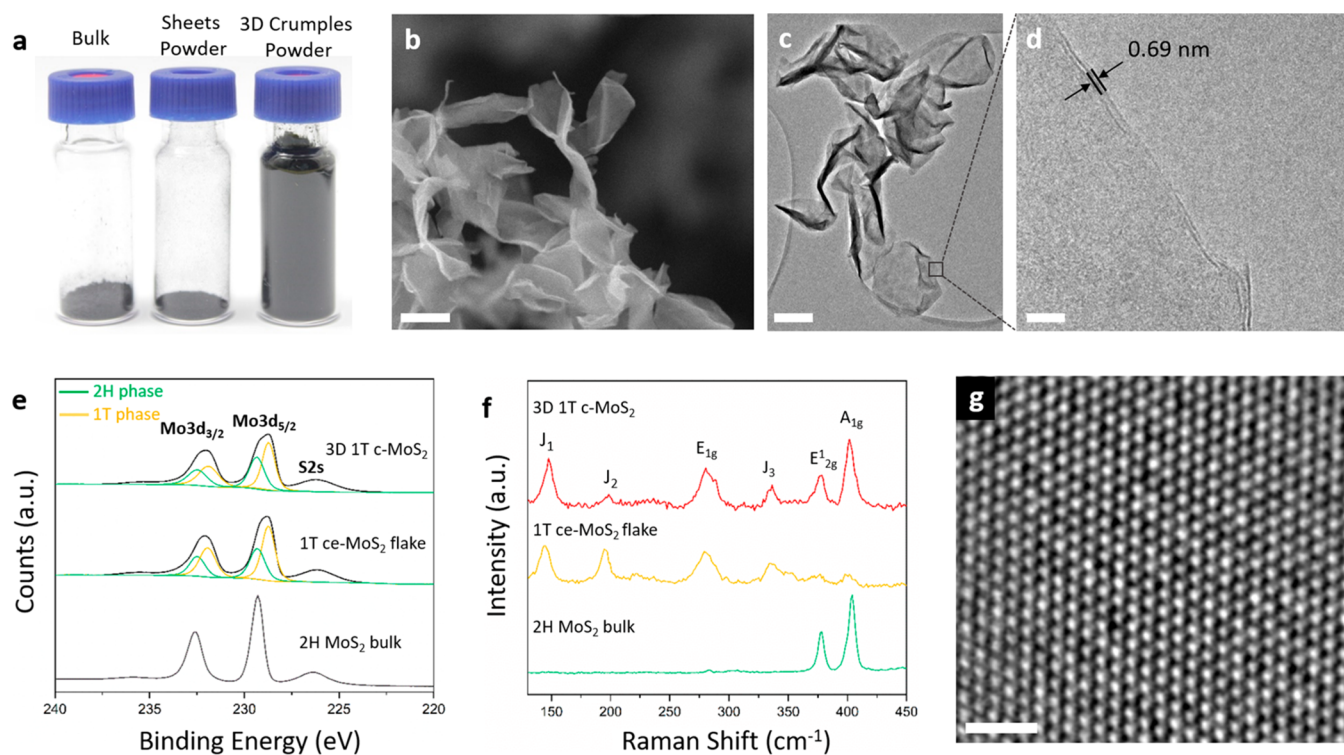 a
Bulk
Sheets
Powder
3D Crumples
Powder
b
c
d
0.69 nm
e
2H phase
1T phase
Mo3d3/2
Mo3d5/2
S2s
3D 1T c-MoS2
1T ce-MoS2 flake
2H MoS2 bulk
Counts (a.u.)
240
235
230
225
220
Binding Energy (eV)
f
3D 1T c-MoS2
J1
J2
E1g
J3
E¹2g
A1g
1T ce-MoS2 flake
2H MoS2 bulk
Intensity (a.u.)
150
200
250
300
350
400
450
Raman Shift (cm⁻¹)
g